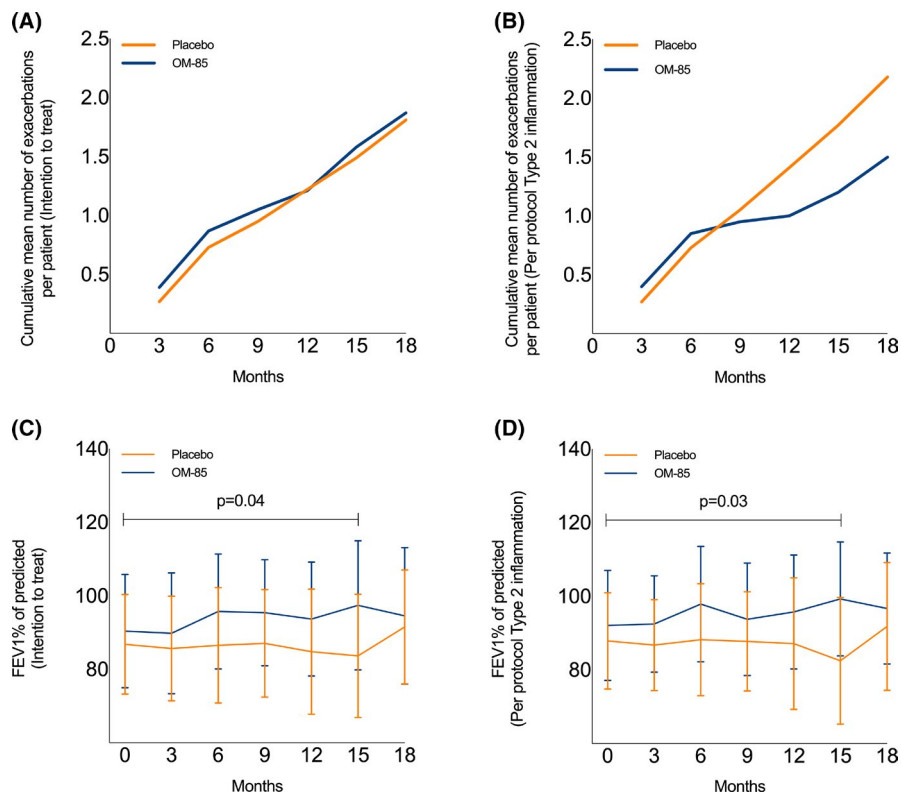 (A)
2.5
2.0
1.5
1.0
0.5
0
3
6
9
12
15
18
Months
Cumulative mean number of exacerbations
per patient (Intention to treat)
Placebo
OM-85
(B)
2.5
2.0
1.5
1.0
0.5
0
3
6
9
12
15
18
Months
Cumulative mean number of exacerbations
per patient (Per protocol Type 2 inflammation)
Placebo
OM-85
(C)
140
120
100
80
0
3
6
9
12
15
18
Months
FEV1% of predicted
(Intention to treat)
Placebo
OM-85
p=0.04
(D)
140
120
100
80
0
3
6
9
12
15
18
Months
FEV1% of predicted
(Per protocol Type 2 inflammation)
Placebo
OM-85
p=0.03